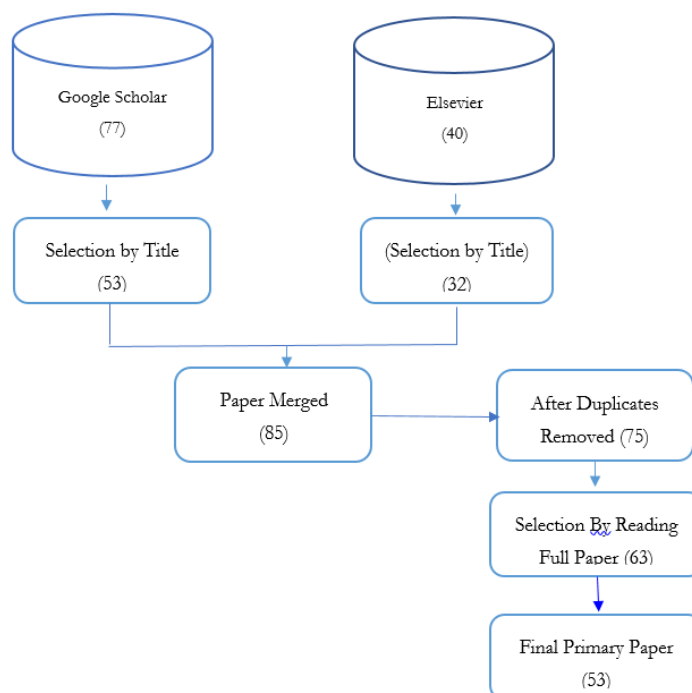 Google Scholar
(77)
Elsevier
(40)
Selection by Title
(53)
(Selection by Title)
(32)
Paper Merged
(85)
After Duplicates
Removed (75)
Selection By Reading
Full Paper (63)
Final Primary Paper
(53)